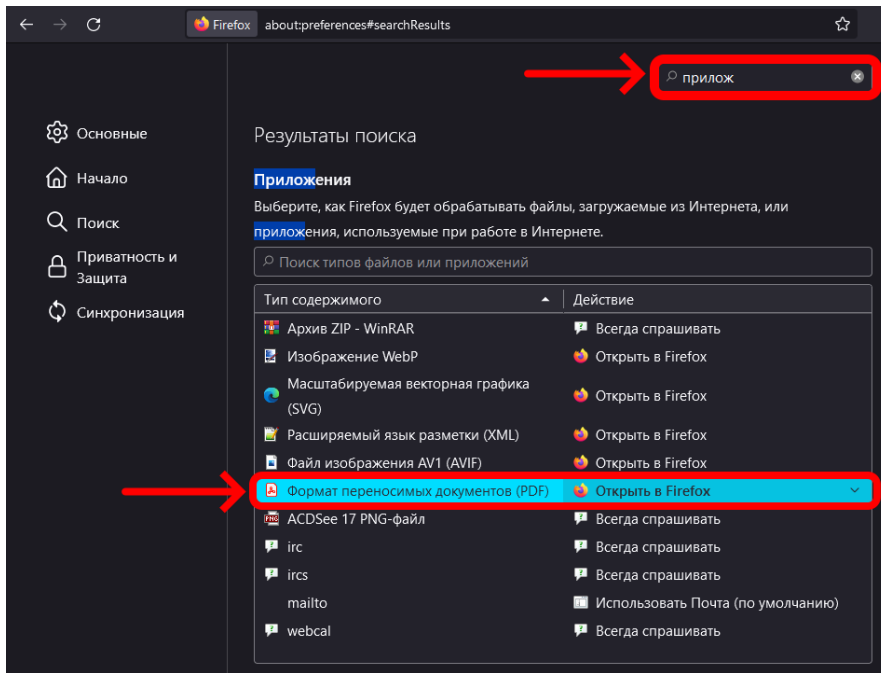 Firefox about:preferences#searchResults
прилож
Основные
Результаты поиска
Начало
Приложения
Выберите, как Firefox будет обрабатывать файлы, загружаемые из Интернета, или
приложения, используемые при работе в Интернете.
Поиск
Приватность и
Защита
Поиск типов файлов или приложений
Синхронизация
Тип содержимого Действие
Архив ZIP - WinRAR Всегда спрашивать
Изображение WebP Открыть в Firefox
Масштабируемая векторная графика
(SVG) Открыть в Firefox
Расширяемый язык разметки (XML) Открыть в Firefox
Файл изображения AV1 (AVIF) Открыть в Firefox
Формат переносимых документов (PDF) Открыть в Firefox
ACDSee 17 PNG-файл Всегда спрашивать
irc Всегда спрашивать
ircs Всегда спрашивать
mailto Использовать Почта (по умолчанию)
webcal Всегда спрашивать